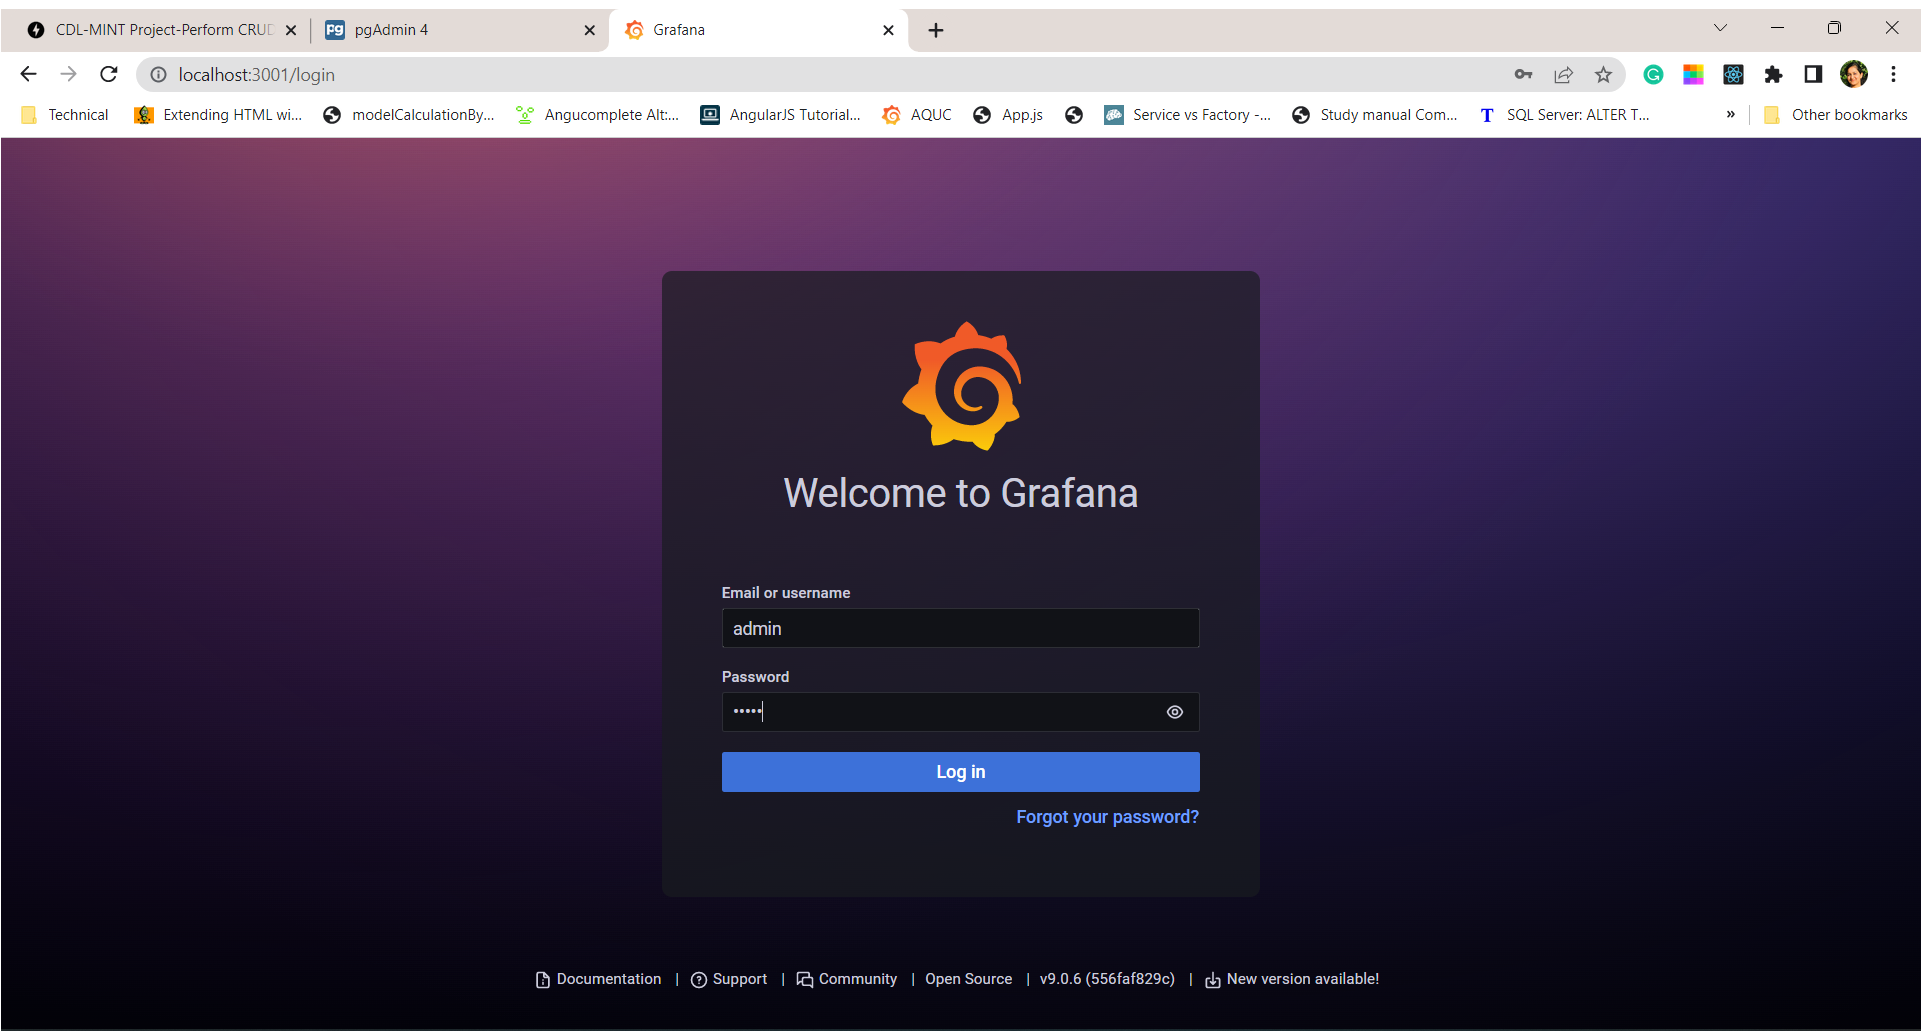 CDL-MINT Project-Perform CRUD
pgAdmin 4
Grafana
localhost:3001/login
Technical
Extending HTML wi...
modelCalculationBy...
Angucomplete Alt:...
AngularJS Tutorial...
AQUC
App.js
Service vs Factory -...
Study manual Com...
SQL Server: ALTER T...
»
Other bookmarks
Welcome to Grafana
Email or username
admin
Password
•••••
Log in
Forgot your password?
Documentation | Support | Community | Open Source | v9.0.6 (556faf829c) | New version available!